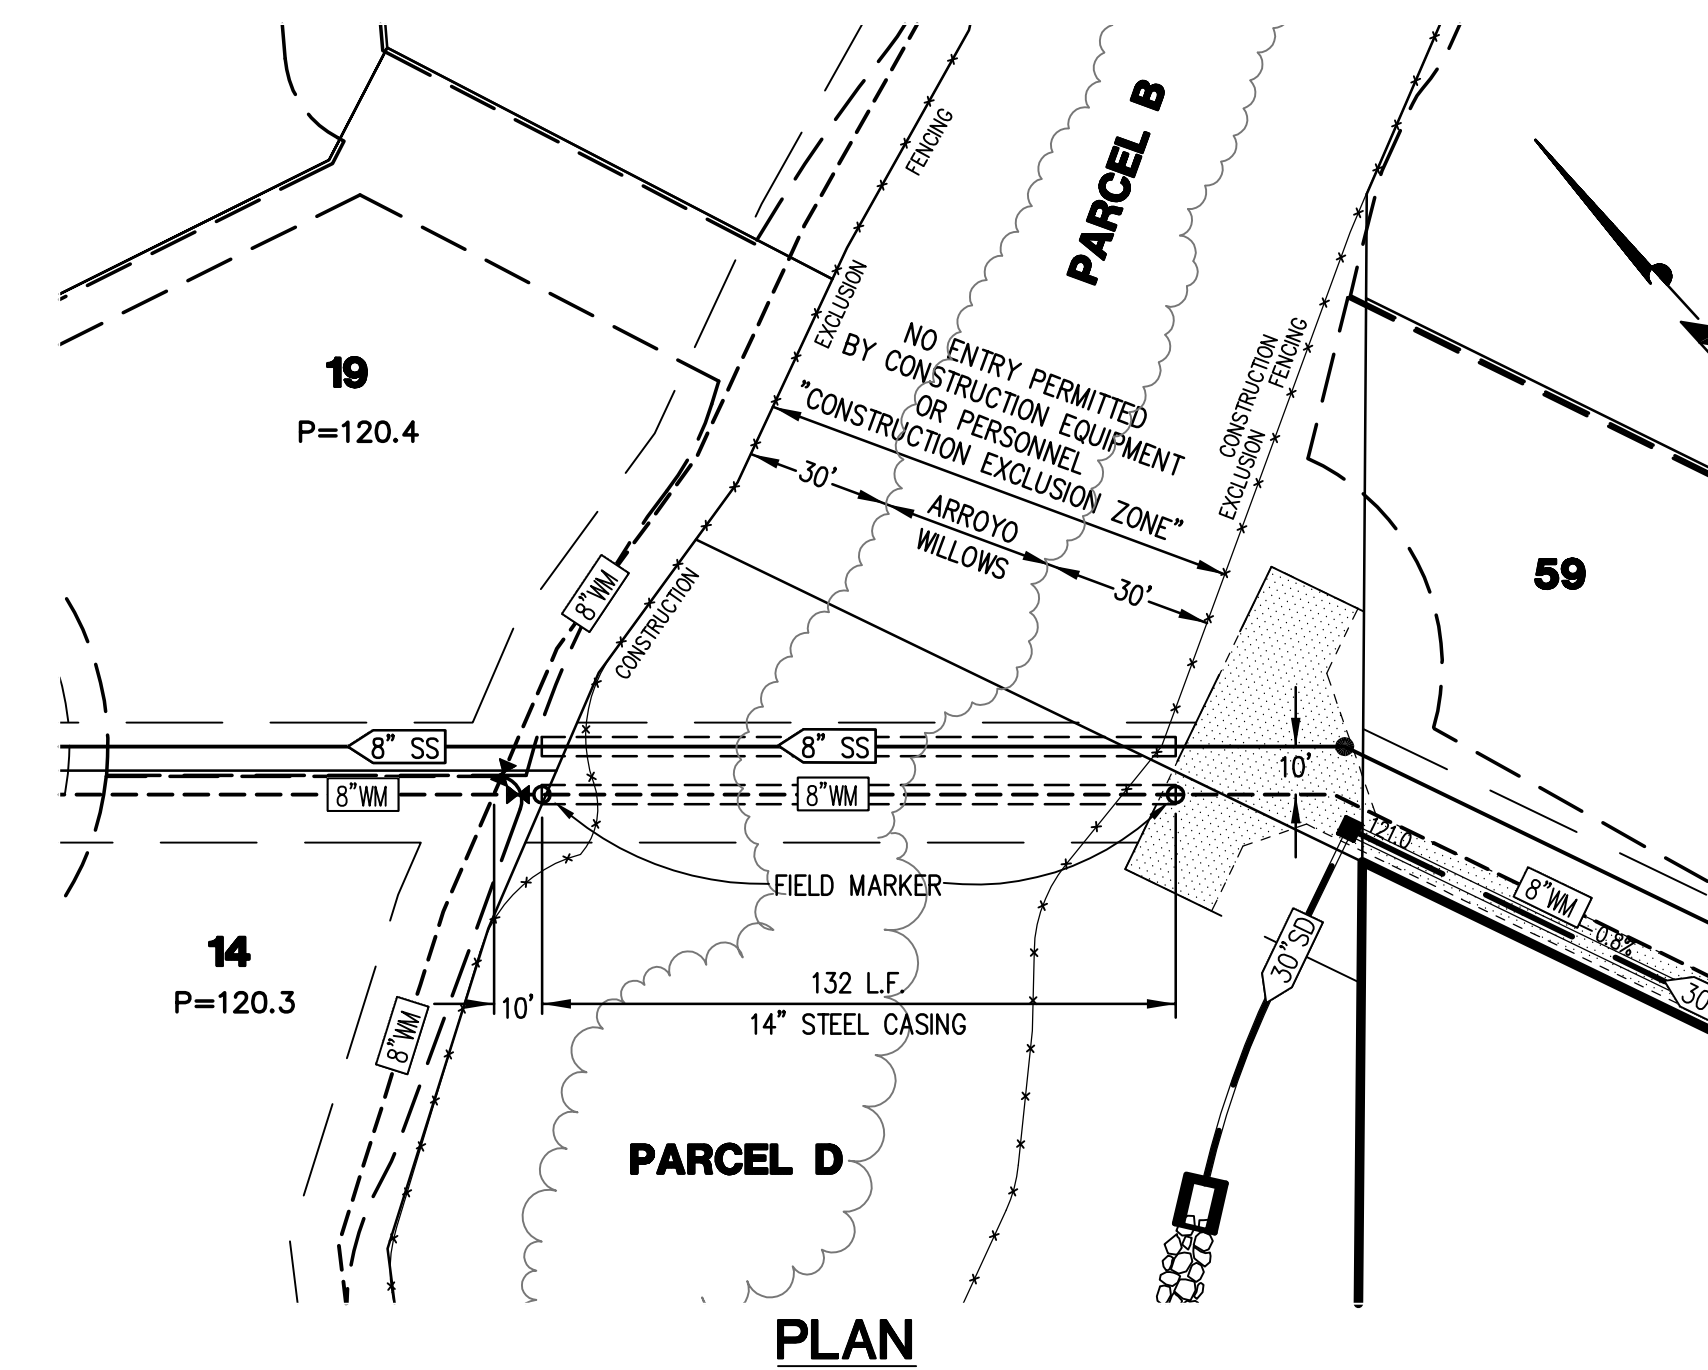 PARCEL B
FENCING
EXCLUSION
CONSTRUCTION
NO ENTRY PERMITTED
BY CONSTRUCTION EQUIPMENT
OR PERSONNEL
"CONSTRUCTION EXCLUSION ZONE"
30'
ARROYO
WILLOWS
30'
CONSTRUCTION
FENCING
EXCLUSION
19
P=120.4
59
8"WM
8" SS
8" SS
10'
8"WM
8"WM
121.0
FIELD MARKER
8"WM
0.8%
30"SD
30
14
P=120.3
8"WM
10'
132 L.F.
14" STEEL CASING
PARCEL D
PLAN